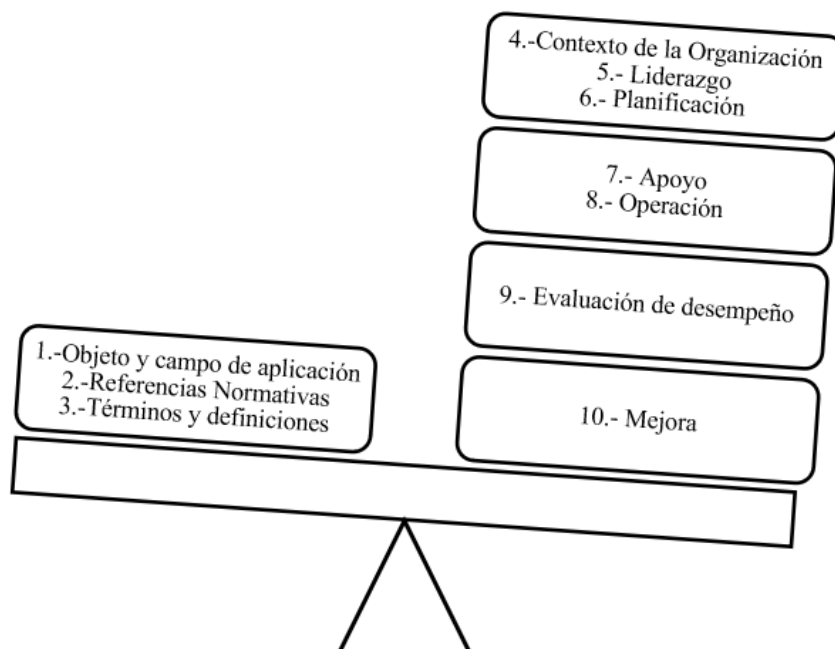 4.-Contexto de la Organización
5.- Liderazgo
6.- Planificación
7.- Apoyo
8.- Operación
9.- Evaluación de desempeño
10.- Mejora
1.-Objeto y campo de aplicación
2.-Referencias Normativas
3.-Términos y definiciones